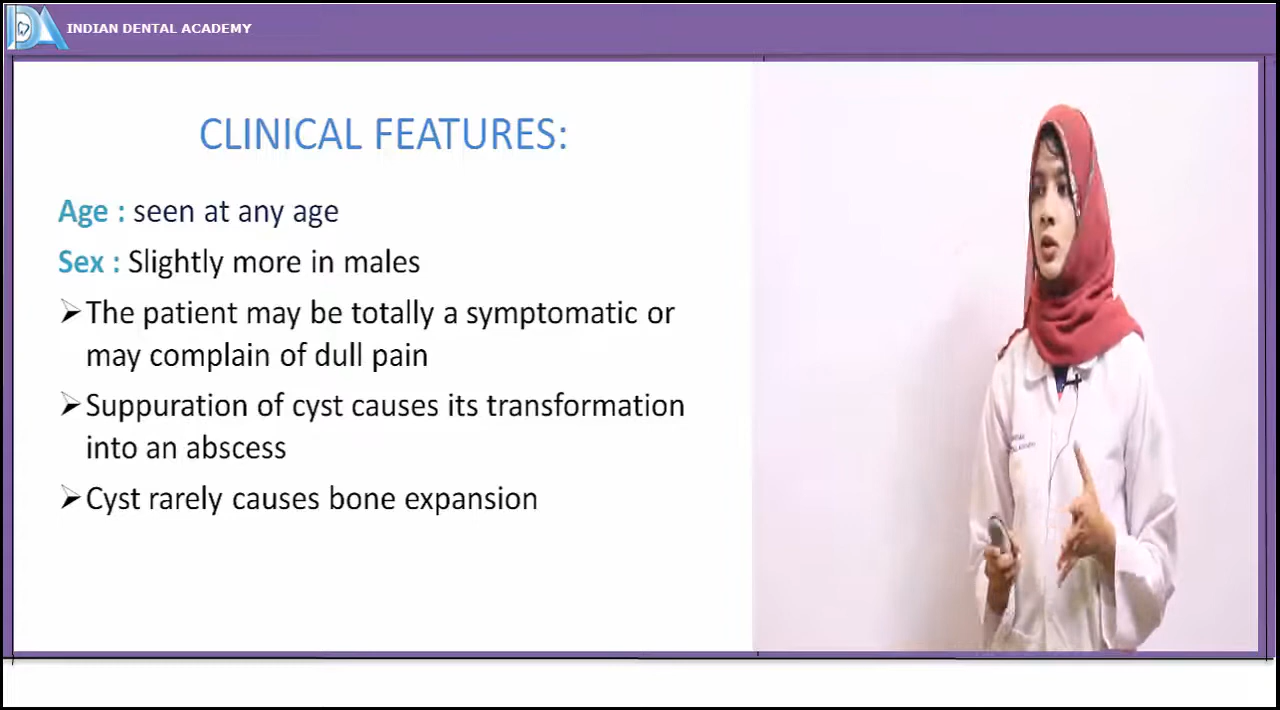 INDIAN DENTAL ACADEMY
CLINICAL FEATURES:
Age : seen at any age
Sex : Slightly more in males
The patient may be totally a symptomatic or
may complain of dull pain
Suppuration of cyst causes its transformation
into an abscess
Cyst rarely causes bone expansion